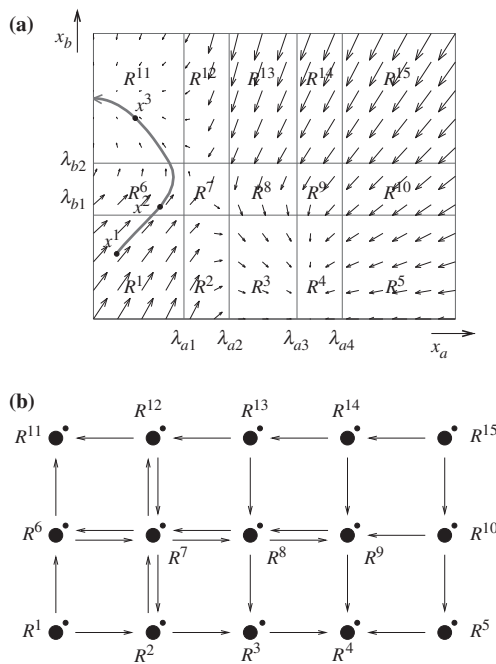 (a)
x_b
R^11 R^12 R^13 R^14 R^15
x^3
λ_b2
R^6 R^7 R^8 R^9 R^10
λ_b1
x^2
x^1
R^1 R^2 R^3 R^4 R^5
λ_a1 λ_a2 λ_a3 λ_a4
x_a
(b)
R^12 R^13 R^14
R^11 R^15
R^6 R^10
R^7 R^8 R^9
R^1 R^5
R^2 R^3 R^4